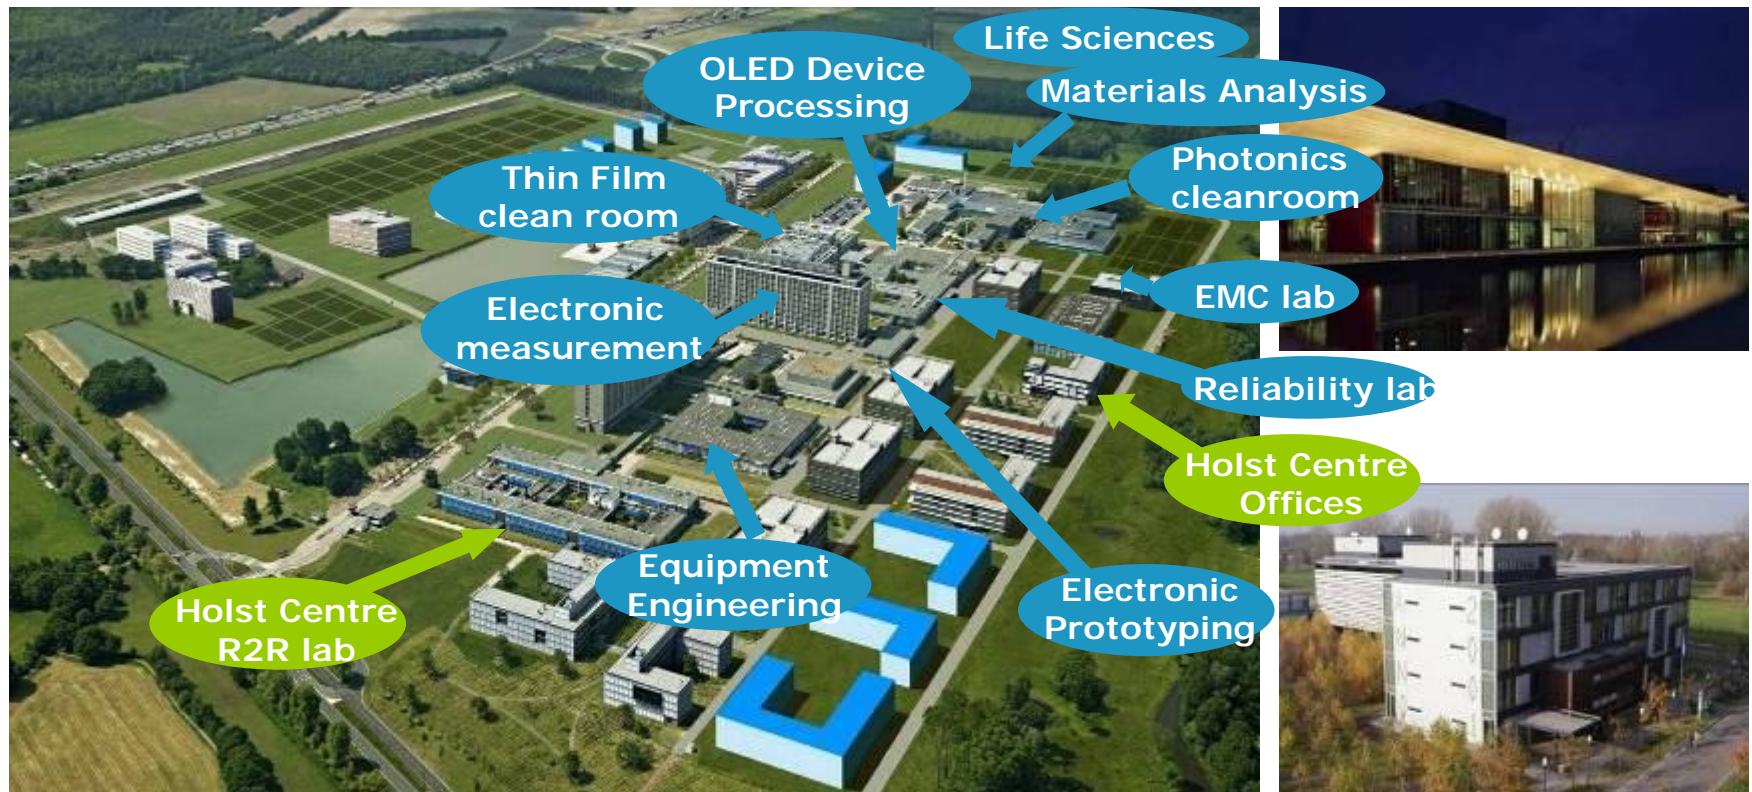 Life Sciences
OLED Device
Processing
Materials Analysis
Photonics
cleanroom
Thin Film
clean room
EMC lab
Electronic
measurement
Reliability lab
Holst Centre
Offices
Equipment
Engineering
Electronic
Prototyping
Holst Centre
R2R lab